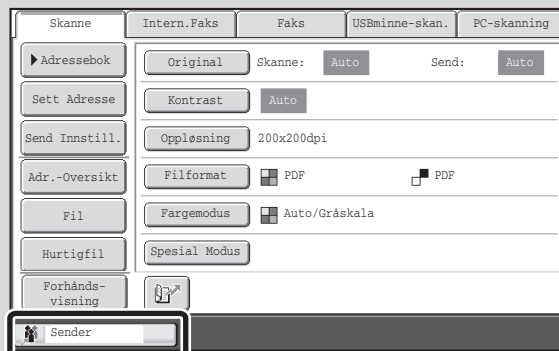 Skanne
Intern.Faks
Faks
USBminne-skan.
PC-skanning
Adressebok
Original
Skanne:
Auto
Send:
Auto
Sett Adresse
Kontrast
Auto
Send Innstill.
Oppløsning
200x200dpi
Adr.-Oversikt
Filformat
PDF
PDF
Fil
Fargemodus
Auto/Gråskala
Hurtigfil
Spesial Modus
Forhånds-
visning
Sender